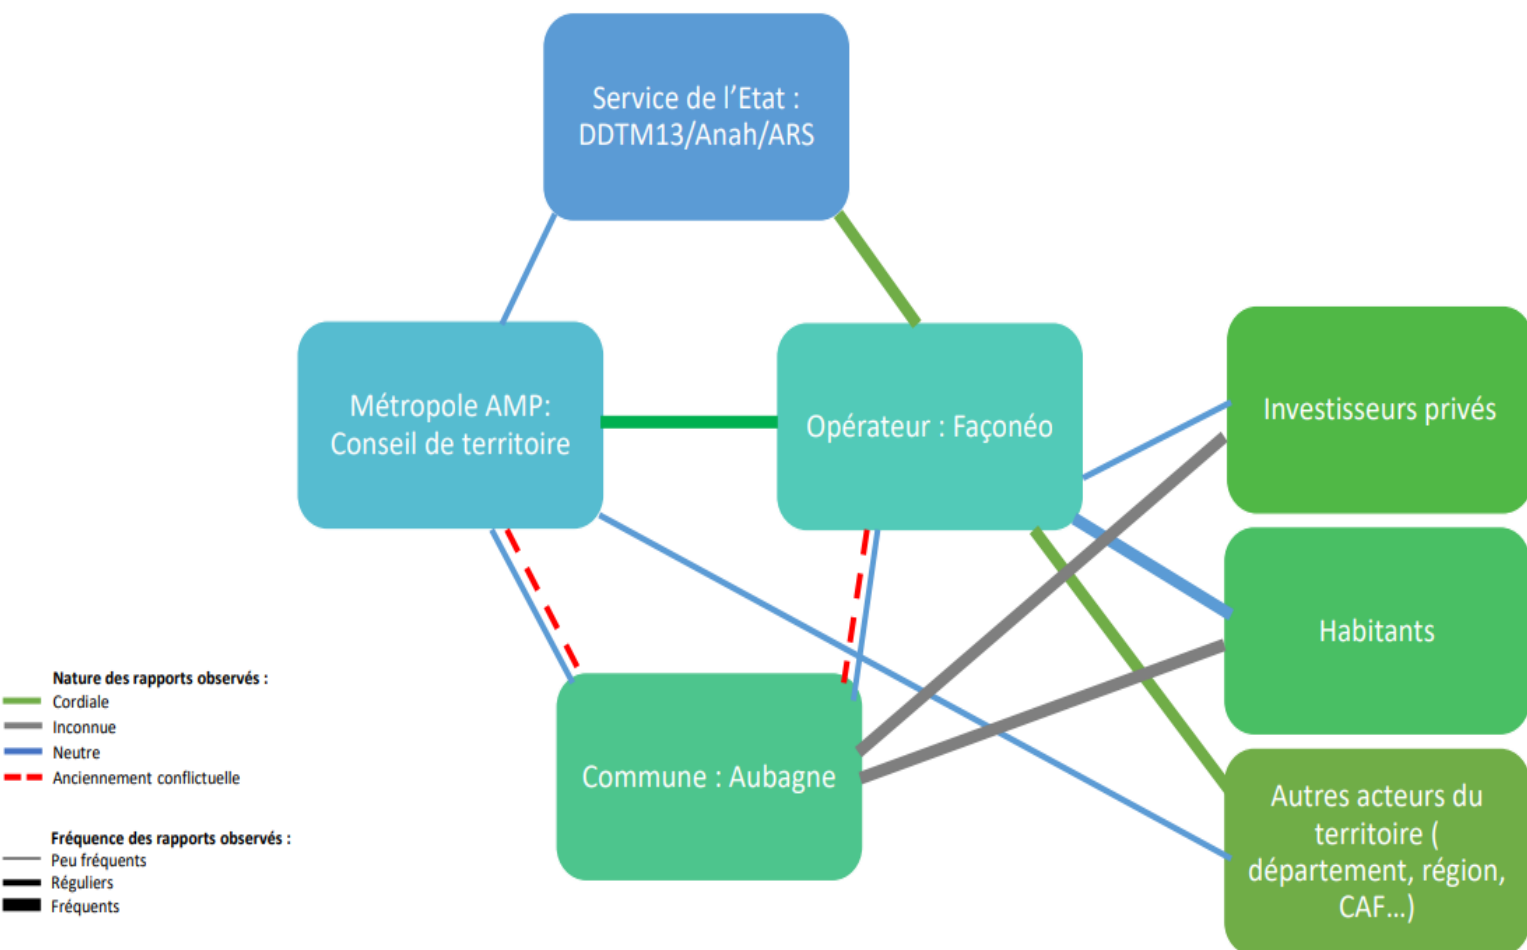 Service de l'Etat :
DDTM13/Anah/ARS
Métropole AMP:
Conseil de territoire
Opérateur : Façonéo
Investisseurs privés
Habitants
Commune : Aubagne
Autres acteurs du
territoire (
département, région,
CAF...)
Nature des rapports observés :
Cordiale
Inconnue
Neutre
Anciennement conflictuelle
Fréquence des rapports observés :
Peu fréquents
Réguliers
Fréquents